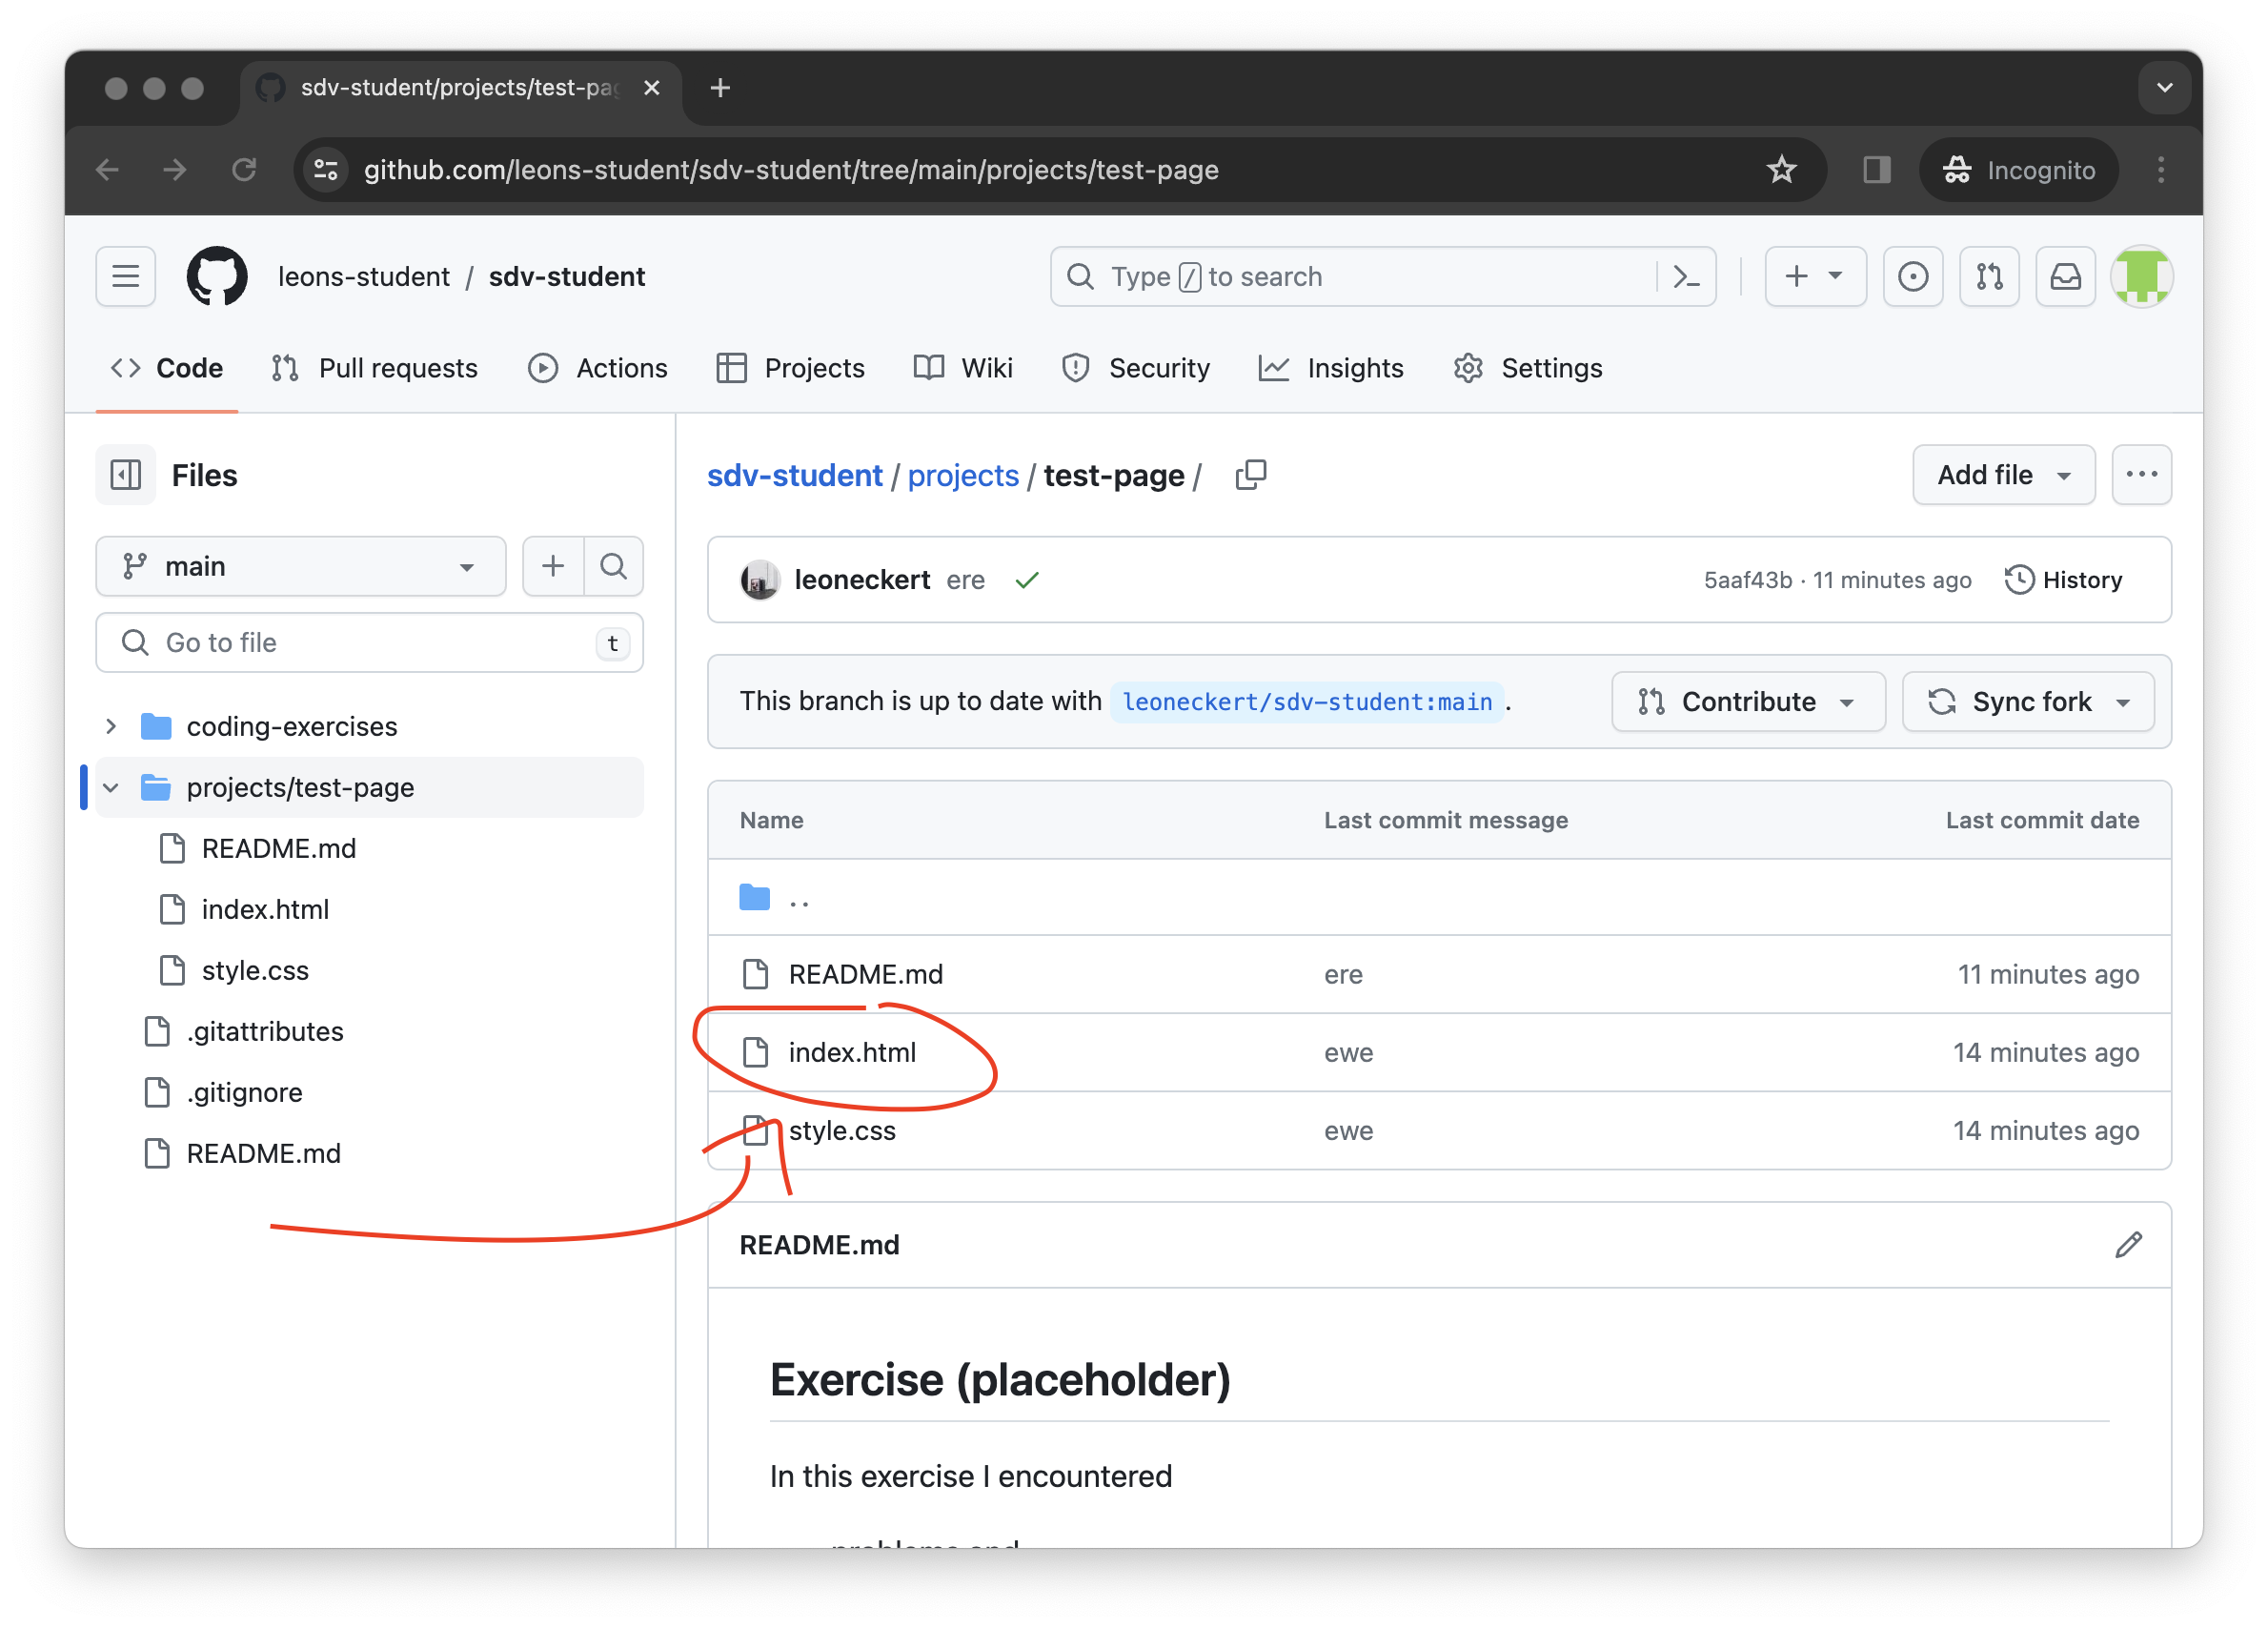 sdv-student/projects/test-pag
github.com/leons-student/sdv-student/tree/main/projects/test-page
Incognito
leons-student / sdv-student
Type / to search
Code Pull requests Actions Projects Wiki Security Insights Settings
Files
main
Go to file t
coding-exercises
projects/test-page
README.md
index.html
style.css
.gitattributes
.gitignore
README.md
sdv-student / projects / test-page /
Add file
leoneckert ere
5aaf43b · 11 minutes ago History
This branch is up to date with leoneckert/sdv-student:main .
Contribute Sync fork
Name Last commit message Last commit date
..
README.md ere 11 minutes ago
index.html ewe 14 minutes ago
style.css ewe 14 minutes ago
README.md
Exercise (placeholder)
In this exercise I encountered
problems and